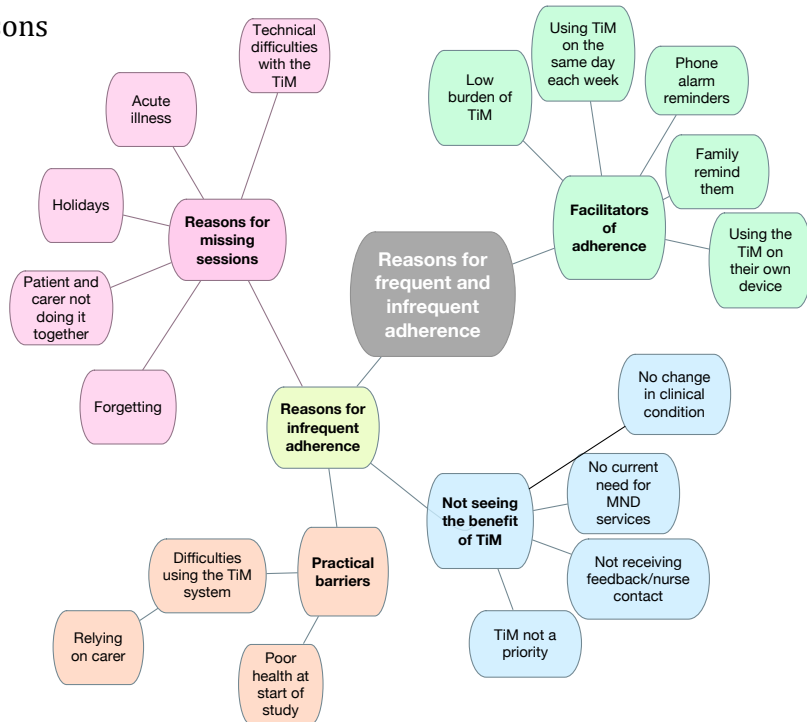 Technical
difficulties
with the
TiM
Acute
illness
Holidays
Patient and
carer not
doing it
together
Forgetting
Reasons for
missing
sessions
Low
burden of
TiM
Using TiM
on the
same day
each week
Phone
alarm
reminders
Family
remind
them
Using the
TiM on
their own
device
Facilitators
of
adherence
Reasons for
frequent and
infrequent
adherence
Reasons for
infrequent
adherence
No change
in clinical
condition
No current
need for
MND
services
Not receiving
feedback/nurse
contact
TiM not a
priority
Not seeing
the benefit
of TiM
Practical
barriers
Difficulties
using the TiM
system
Relying
on carer
Poor
health at
start of
study